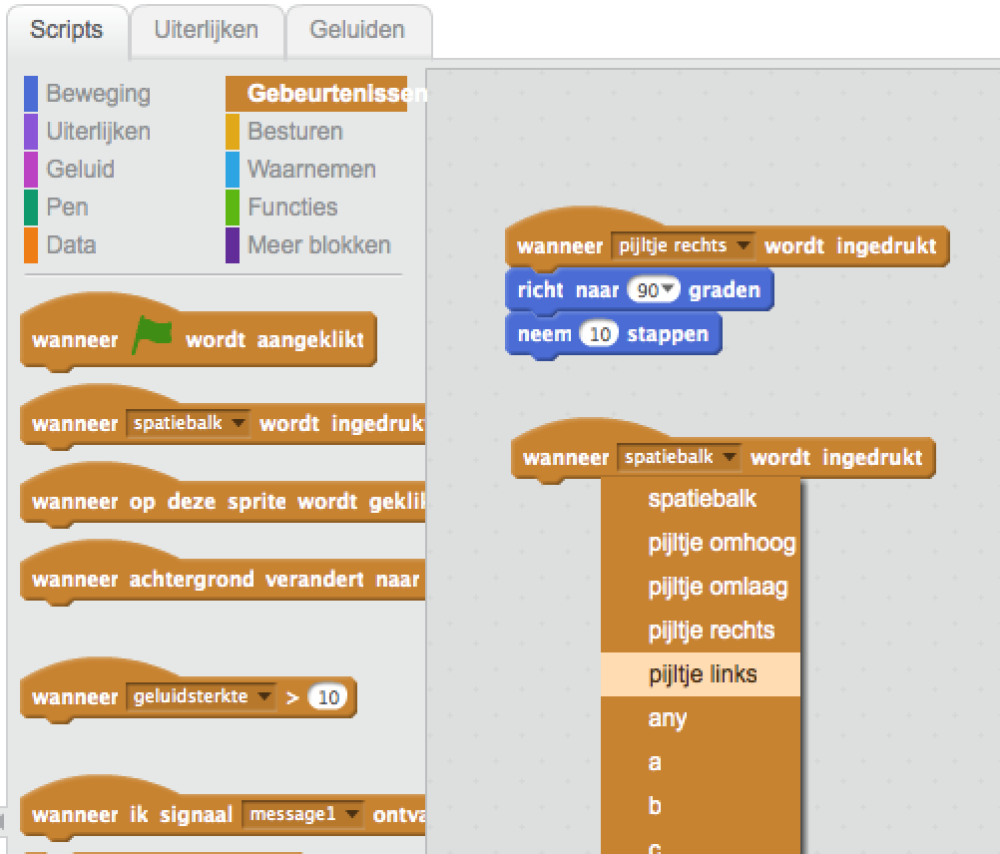 Scripts Uiterlijken Geluiden
Beweging Gebeurtenissen
Uiterlijken Besturen
Geluid Waarnemen
Pen Functies
Data Meer blokken
wanneer wordt aangeklikt
wanneer spatiebalk wordt ingedruk
wanneer op deze sprite wordt geklik
wanneer achtergrond verandert naar
wanneer geluidsterkte > 10
wanneer ik signaal message1 ontva
wanneer pijltje rechts wordt ingedrukt
richt naar 90 graden
neem 10 stappen
wanneer spatiebalk wordt ingedrukt
spatiebalk
pijltje omhoog
pijltje omlaag
pijltje rechts
pijltje links
any
a
b
c